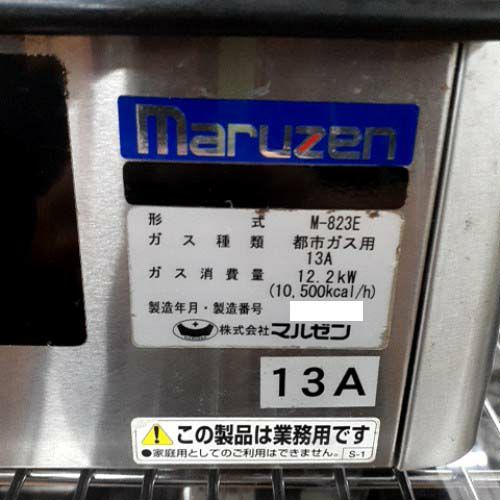 maruzen
形 式 M-823E
ガス種類 都市ガス用
13A
ガス消費量 12.2kW
(10,500kcal/h)
製造年月・製造番号
株式会社マルゼン
13A
この製品は業務用です
●家庭用としてのご利用はできません。 S-1